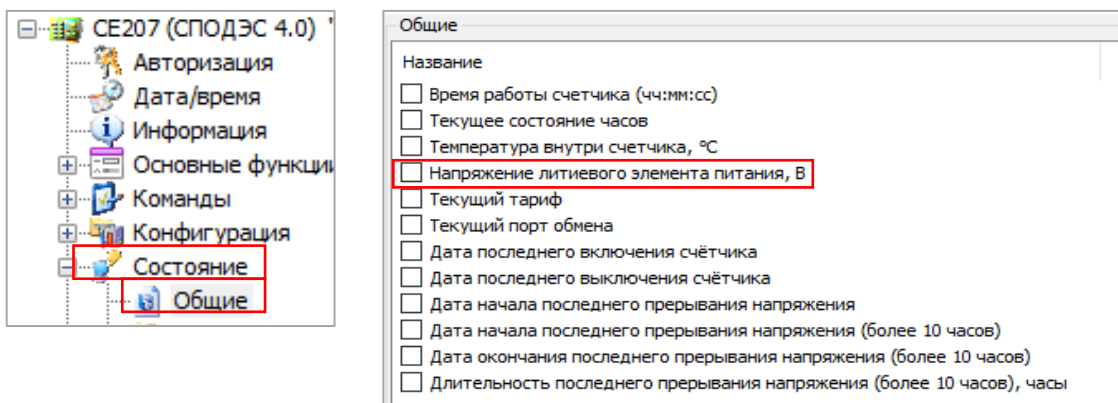 CE207 (СПОДЭС 4.0) "
Авторизация
Дата/время
Информация
Основные функции
Команды
Конфигурация
Состояние
Общие
Общие
Название
Время работы счетчика (чч:мм:сс)
Текущее состояние часов
Температура внутри счетчика, °C
Напряжение литиевого элемента питания, В
Текущий тариф
Текущий порт обмена
Дата последнего включения счётчика
Дата последнего выключения счётчика
Дата начала последнего прерывания напряжения
Дата начала последнего прерывания напряжения (более 10 часов)
Дата окончания последнего прерывания напряжения (более 10 часов)
Длительность последнего прерывания напряжения (более 10 часов), часы